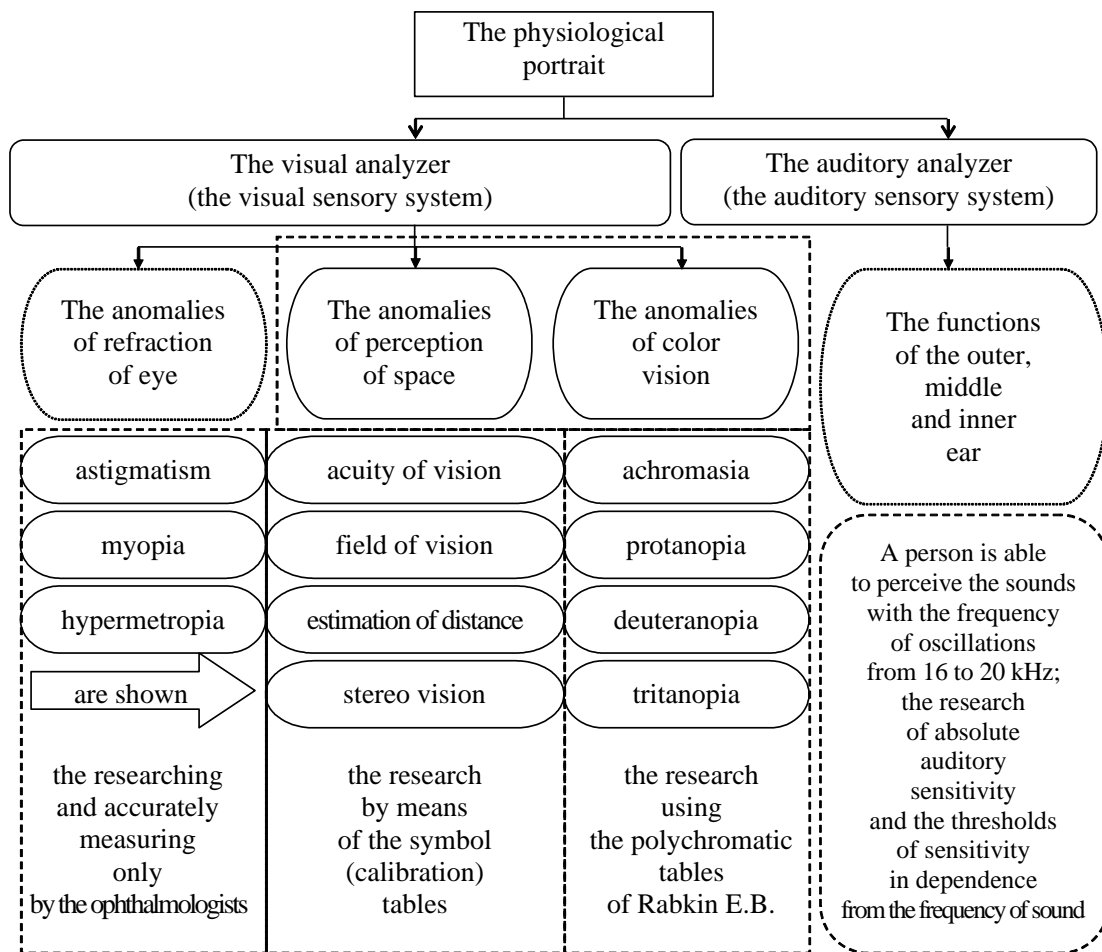 The physiological
portrait
The visual analyzer
(the visual sensory system)
The auditory analyzer
(the auditory sensory system)
The anomalies
of refraction
of eye
The anomalies
of perception
of space
The anomalies
of color
vision
The functions
of the outer,
middle
and inner
ear
astigmatism
myopia
hypermetropia
are shown
the researching
and accurately
measuring
only
by the ophthalmologists
acuity of vision
field of vision
estimation of distance
stereo vision
the research
by means
of the symbol
(calibration)
tables
achromasia
protanopia
deuteranopia
tritanopia
the research
using
the polychromatic
tables
of Rabkin E.B.
A person is able
to perceive the sounds
with the frequency
of oscillations
from 16 to 20 kHz;
the research
of absolute
auditory
sensitivity
and the thresholds
of sensitivity
in dependence
from the frequency of sound